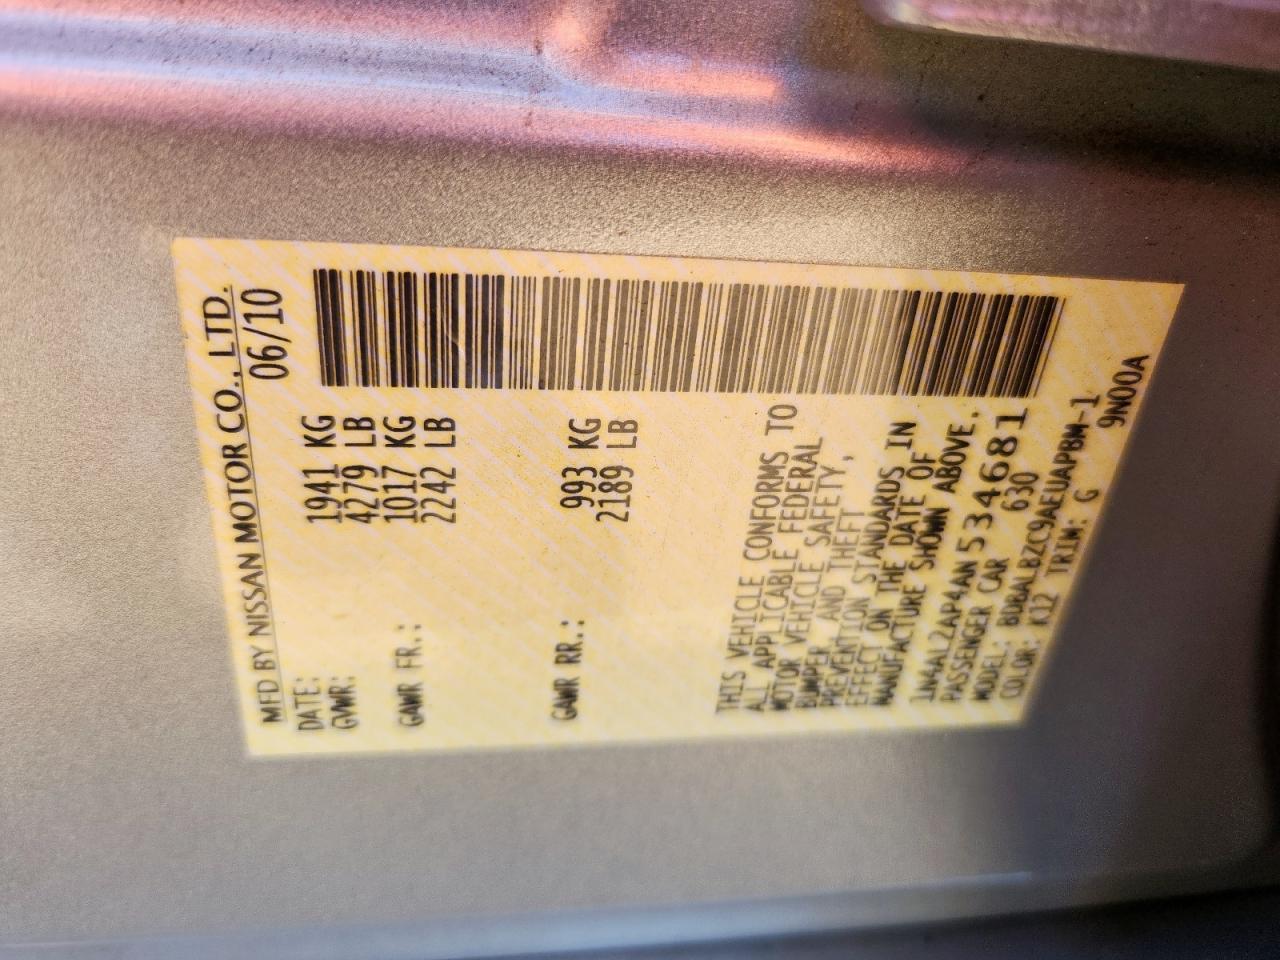 MFD BY NISSAN MOTOR CO., LTD.
DATE: 06/10
GVWR: 1941 KG
4279 LB
GAWR FR.: 1017 KG
2242 LB
GAWR RR.: 993 KG
2189 LB
THIS VEHICLE CONFORMS TO
ALL APPLICABLE FEDERAL
MOTOR VEHICLE SAFETY,
BUMPER AND THEFT
PREVENTION STANDARDS IN
EFFECT ON THE DATE OF
MANUFACTURE SHOWN ABOVE.
1N4AL2AP4AN534681
PASSENGER CAR 630
MODEL: BDBALBZC9AEUAPBM-1
COLOR: K12 TRIM: G 9N00A